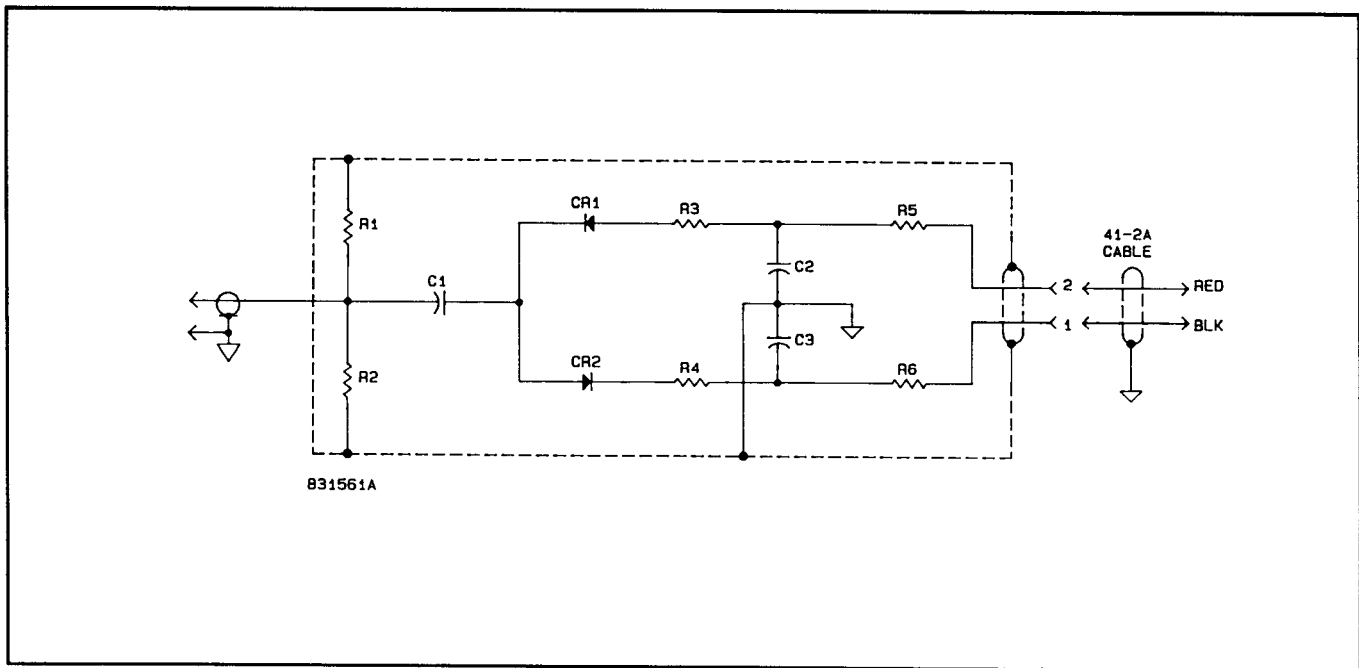 CR1
R3
R5
R1
41-2A
CABLE
C2
C1
2
RED
1
BLK
C3
CR2
R4
R6
R2
831561A